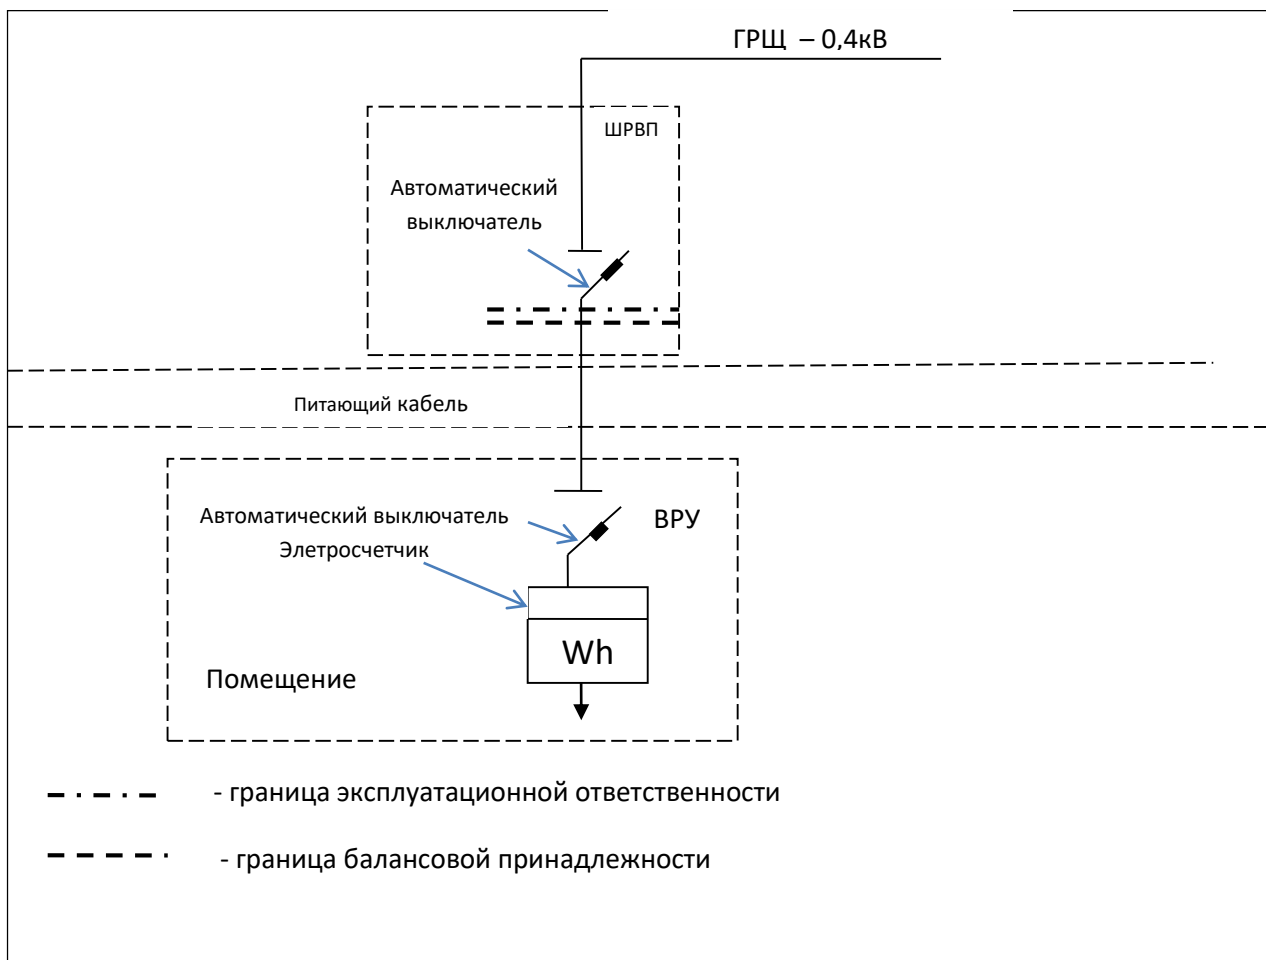 ГРЩ – 0,4кВ
ШРВП
Автоматический
выключатель
Питающий кабель
Автоматический выключатель
Элетросчетчик
ВРУ
Wh
Помещение
- граница эксплуатационной ответственности
- граница балансовой принадлежности